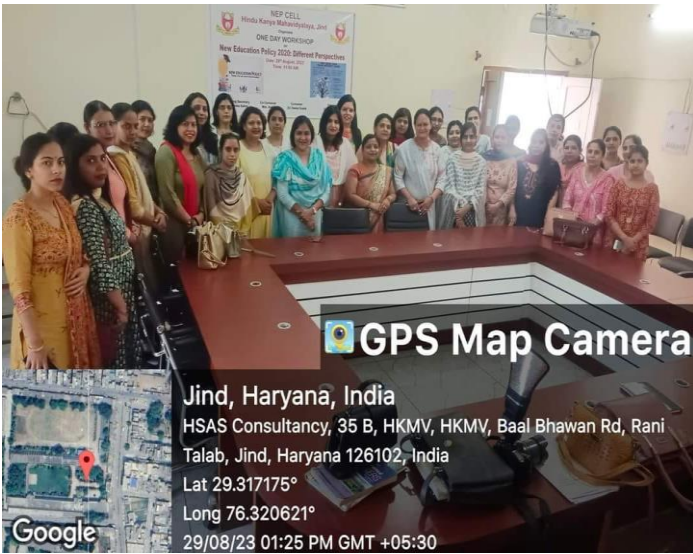 NEP CELL
Hindu Kanya Mahavidyalaya, Jind
ONE DAY WORKSHOP
New Education Policy 2020: Different Perspectives
GPS Map Camera
Jind, Haryana, India
HSAS Consultancy, 35 B, HKMV, HKMV, Baal Bhawan Rd, Rani
Talab, Jind, Haryana 126102, India
Lat 29.317175°
Long 76.320621°
29/08/23 01:25 PM GMT +05:30
Google